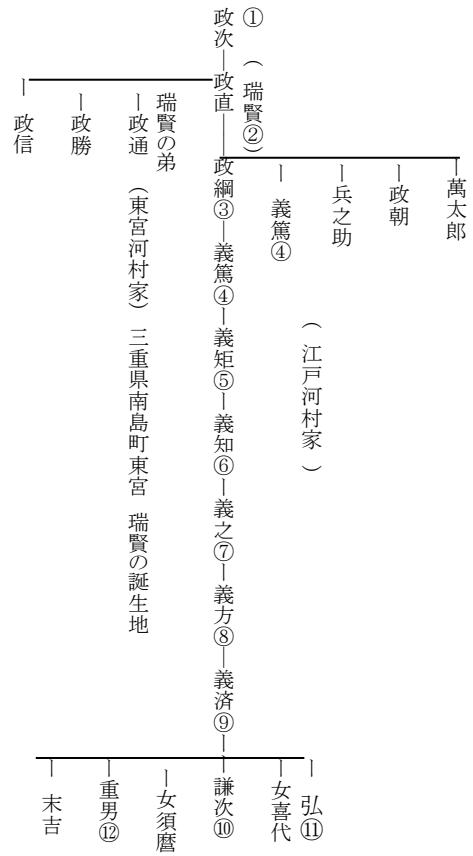 萬太郎
政朝
兵之助
義篤④
(江戸河村家)
女喜代
弘⑪
①
(瑞賢②)
政次―政直―政綱③―義篤④―義矩⑤―義知⑥―義之⑦―義方⑧―義済⑨―謙次⑩
瑞賢の弟
女須麿
政通 (東宮河村家) 三重県南島町東宮 瑞賢の誕生地
重男⑫
政勝
末吉
政信